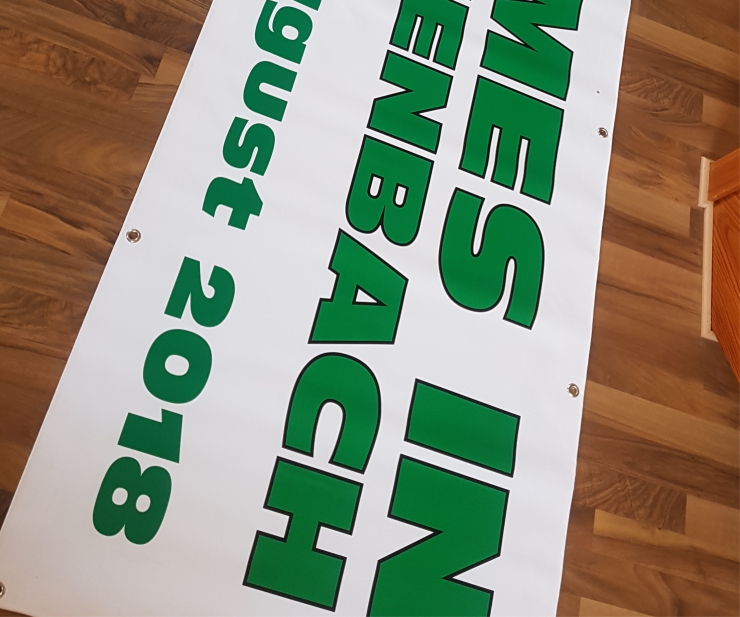 MES IN
ENBACH
gust 2018